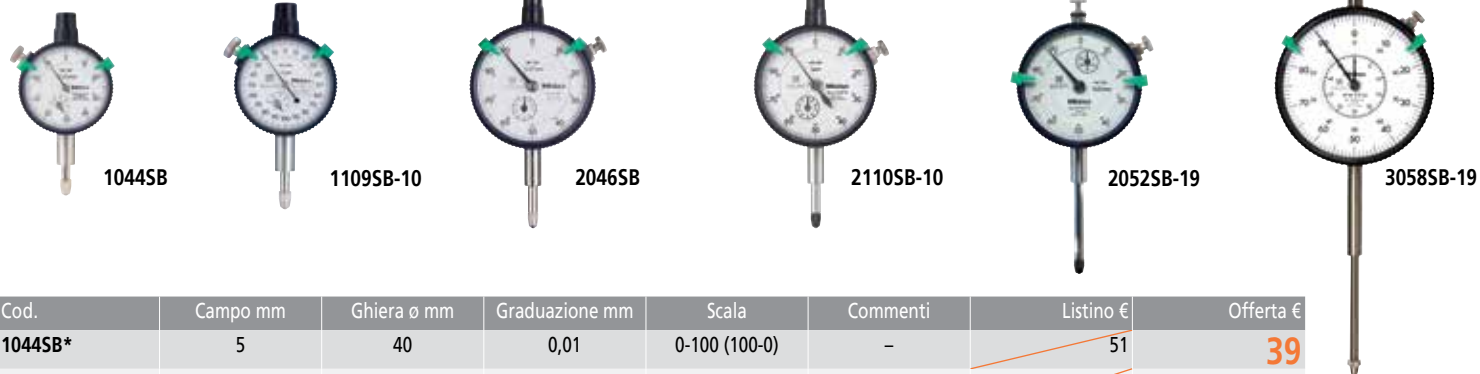 1044SB
1109SB-10
2046SB
2110SB-10
2052SB-19
3058SB-19
Cod. Campo mm Ghiera ø mm Graduazione mm Scala Commenti Listino € Offerta €
1044SB* 5 40 0,01 0-100 (100-0) – 51 39